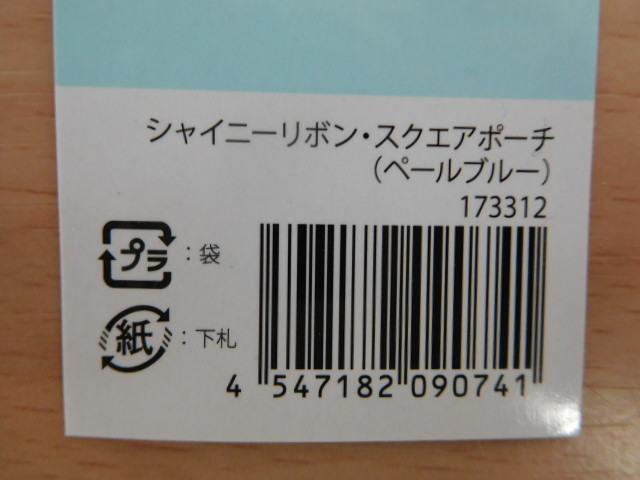 シャイニーリボン・スクエアポーチ
（ペールブルー）
173312
プラ：袋
紙：下札
4 547182 090741